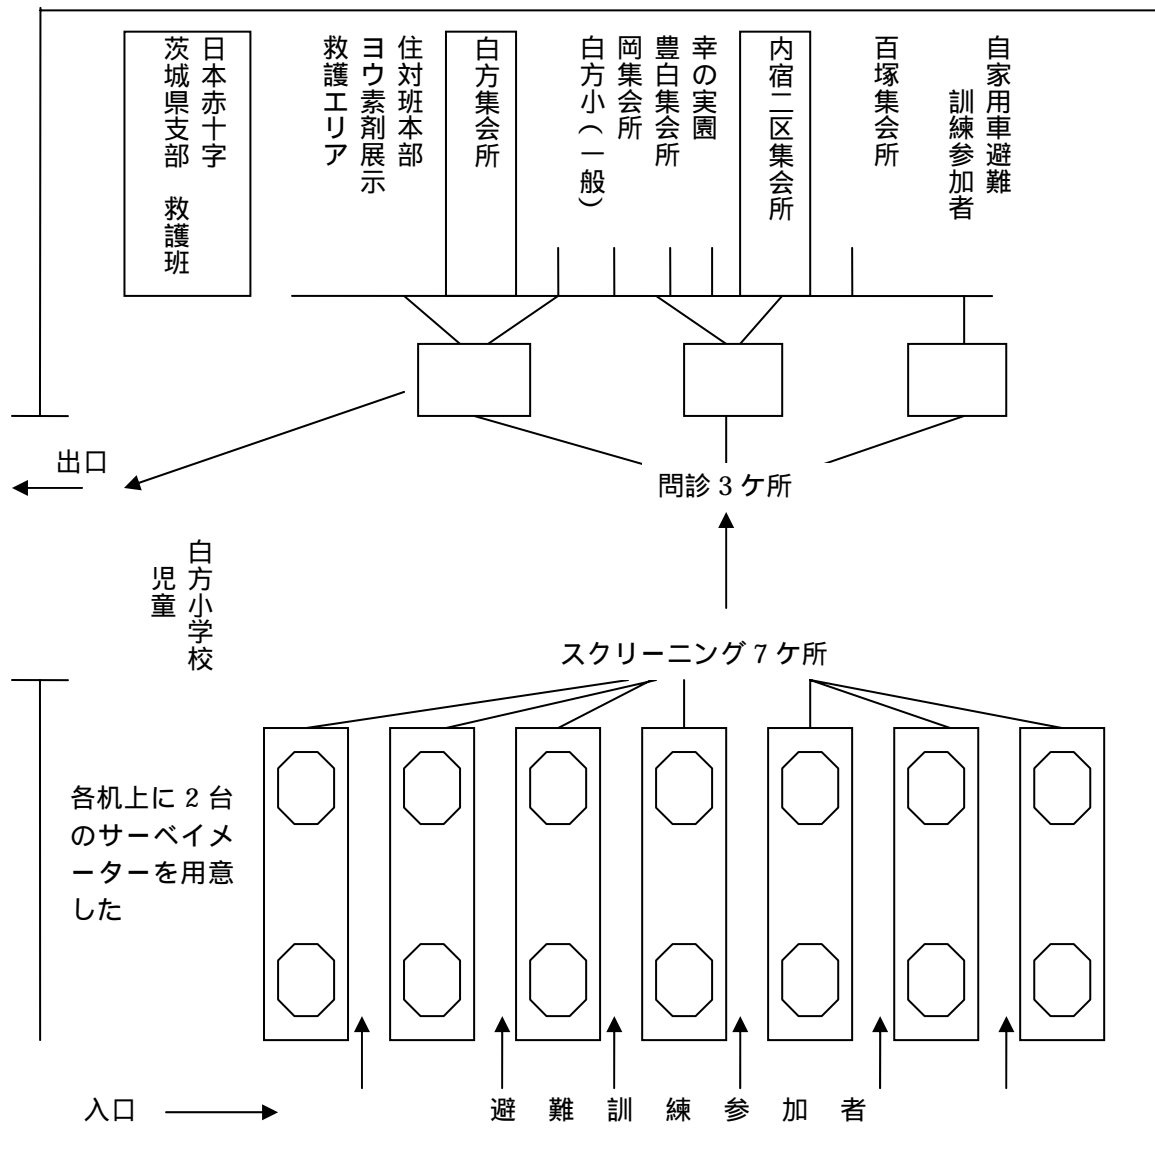 日本赤十字
茨城県支部　救護班
住対班本部
ヨウ素剤展示
救護エリア
白方集会所
幸の実園
豊白集会所
岡集会所
白方小（一般）
内宿二区集会所
百塚集会所
自家用車避難
訓練参加者
出口
問診3ケ所
白方小学校
児童
スクリーニング7ケ所
各机上に2台
のサーベイメ
ーターを用意
した
入口
避難訓練参加者